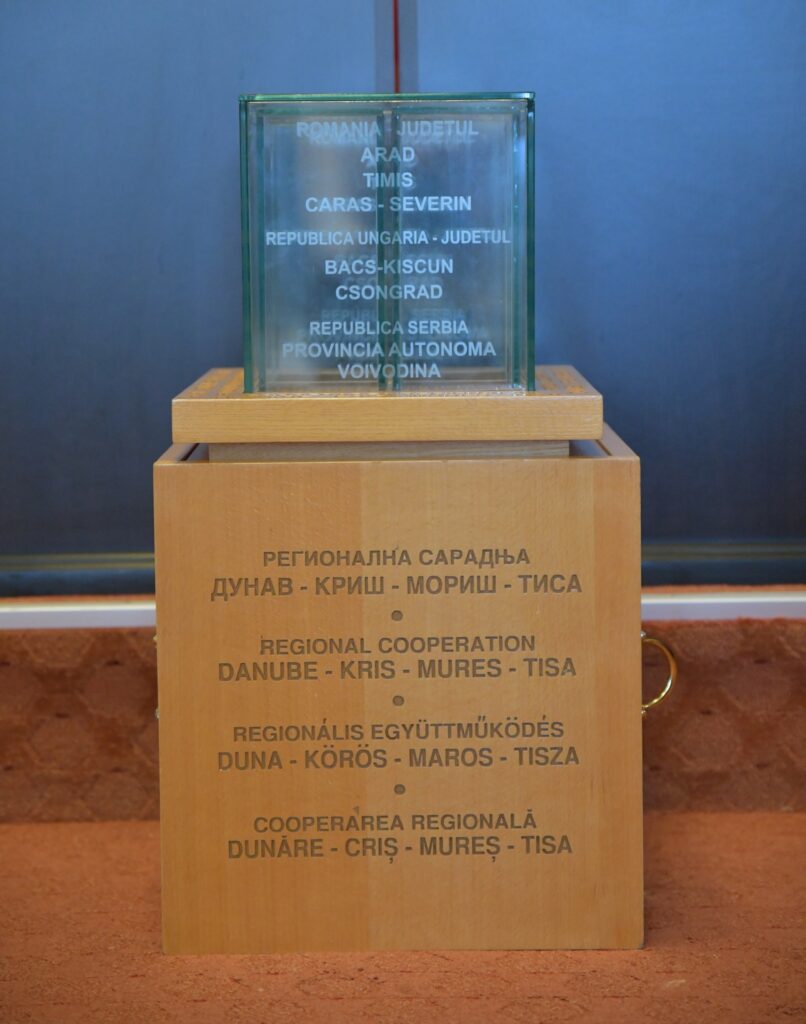 ROMANIA JUDETUL
ARAD
TIMIS
CARAS - SEVERIN
REPUBLICA UNGARIA - JUDETUL
BACS-KISCUN
CSONGRAD
REPUBLICA SERBIA
PROVINCIA AUTONOMA
VOIVODINA
РЕГИОНАЛНА САРАДЊА
ДУНАВ - КРИШ - МОРИШ - ТИСА
REGIONAL COOPERATION
DANUBE - KRIS - MURES - TISA
REGIONÁLIS EGYÜTTMŰKÖDÉS
DUNA - KÖRÖS - MAROS - TISZA
COOPERAREA REGIONALĂ
DUNĂRE - CRIȘ - MUREȘ - TISA